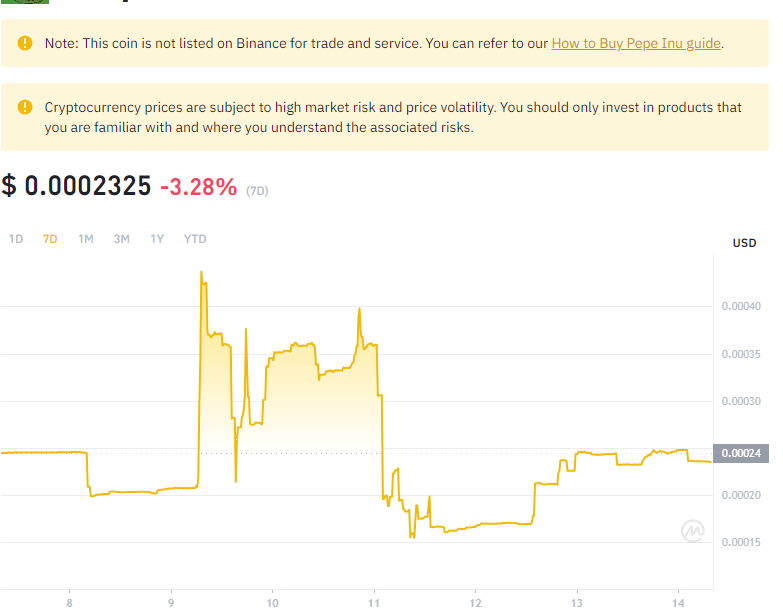 Note: This coin is not listed on Binance for trade and service. You can refer to our How to Buy Pepe Inu guide.
Cryptocurrency prices are subject to high market risk and price volatility. You should only invest in products that
you are familiar with and where you understand the associated risks.
$ 0.0002325 -3.28% (7D)
1D 7D 1M 3M 1Y YTD
USD
0.00040
0.00035
0.00030
0.00024
0.00020
0.00015
8 9 10 11 12 13 14